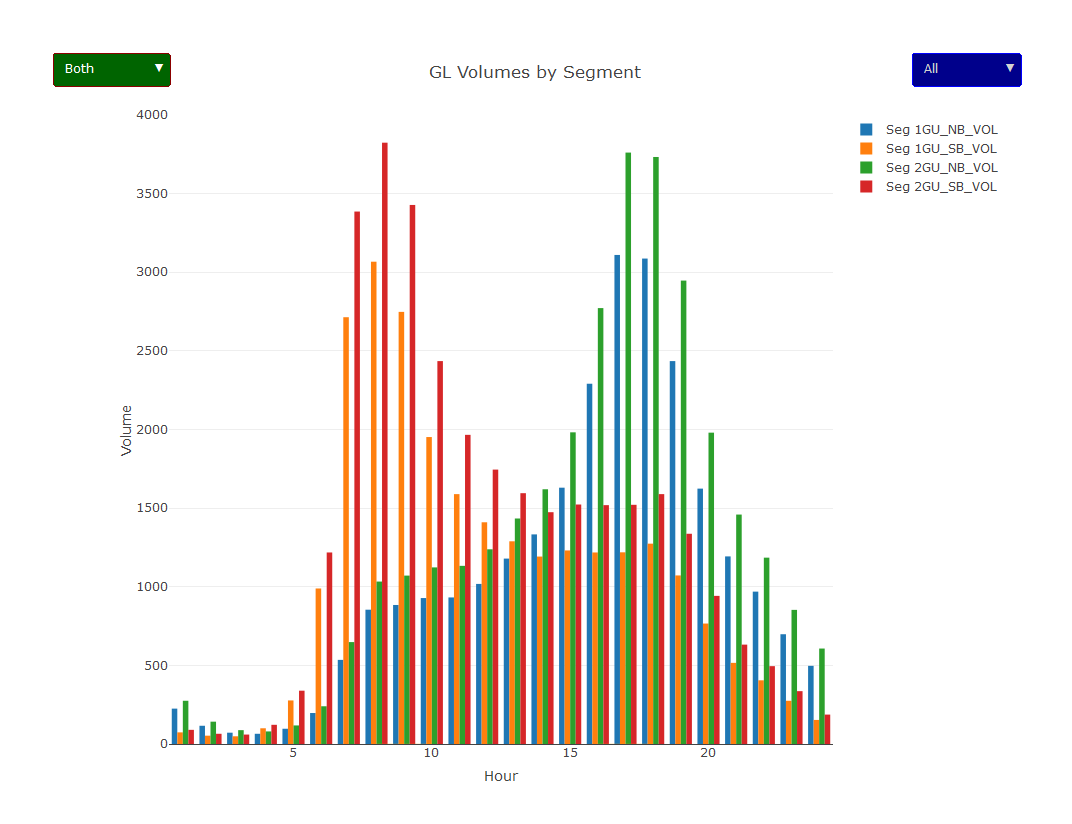 Both ▼
GL Volumes by Segment
All ▼
Seg 1GU_NB_VOL
Seg 1GU_SB_VOL
Seg 2GU_NB_VOL
Seg 2GU_SB_VOL
4000
3500
3000
2500
2000
1500
1000
500
0
Volume
5
10
15
20
Hour